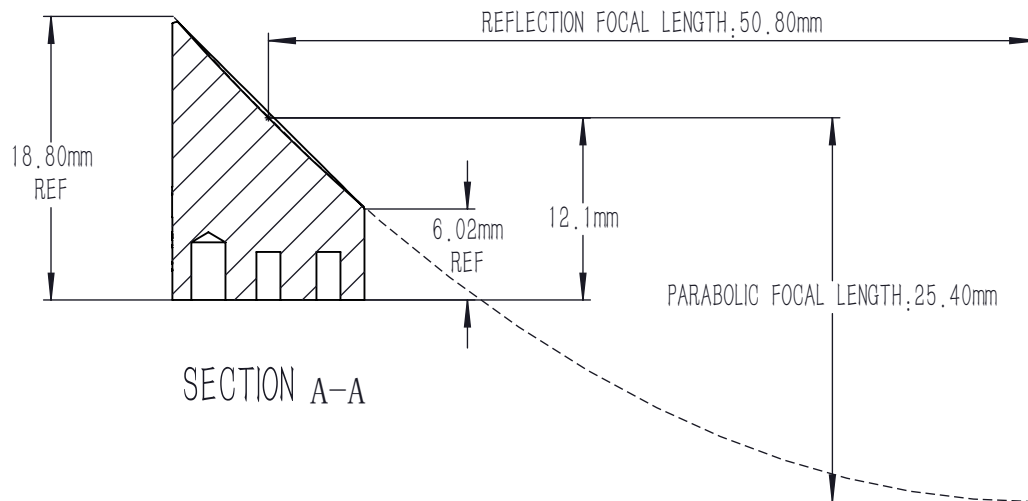 REFLECTION FOCAL LENGTH:50.80mm
18.80mm
REF
6.02mm
REF
12.1mm
PARABOLIC FOCAL LENGTH:25.40mm
SECTION A-A